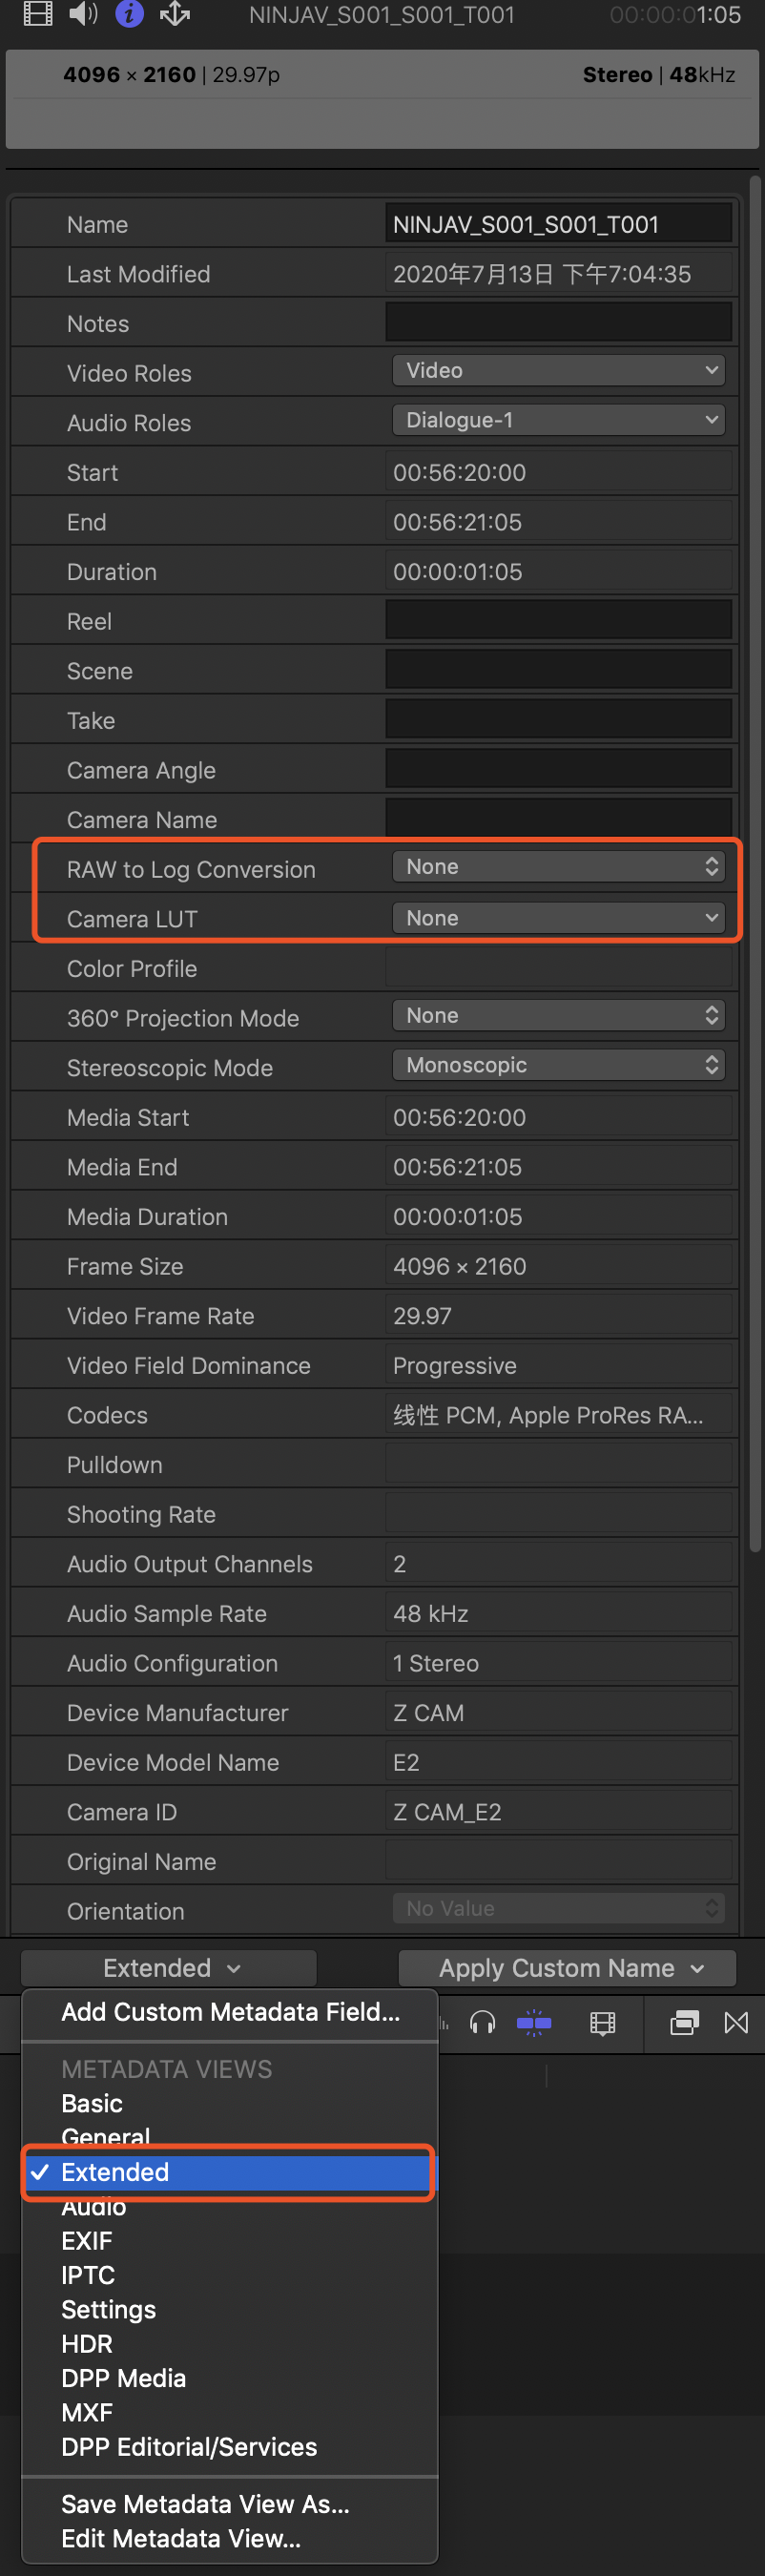 NINJAV_S001_S001_T001 00:00:01:05
4096 × 2160 | 29.97p Stereo | 48kHz
Name NINJAV_S001_S001_T001
Last Modified 2020年7月13日 下午7:04:35
Notes
Video Roles Video
Audio Roles Dialogue-1
Start 00:56:20:00
End 00:56:21:05
Duration 00:00:01:05
Reel
Scene
Take
Camera Angle
Camera Name
RAW to Log Conversion None
Camera LUT None
Color Profile
360° Projection Mode None
Stereoscopic Mode Monoscopic
Media Start 00:56:20:00
Media End 00:56:21:05
Media Duration 00:00:01:05
Frame Size 4096 × 2160
Video Frame Rate 29.97
Video Field Dominance Progressive
Codecs 线性 PCM, Apple ProRes RA...
Pulldown
Shooting Rate
Audio Output Channels 2
Audio Sample Rate 48 kHz
Audio Configuration 1 Stereo
Device Manufacturer Z CAM
Device Model Name E2
Camera ID Z CAM_E2
Original Name
Orientation No Value
Extended Apply Custom Name
Add Custom Metadata Field...
METADATA VIEWS
Basic
General
✓ Extended
Audio
EXIF
IPTC
Settings
HDR
DPP Media
MXF
DPP Editorial/Services
Save Metadata View As...
Edit Metadata View...